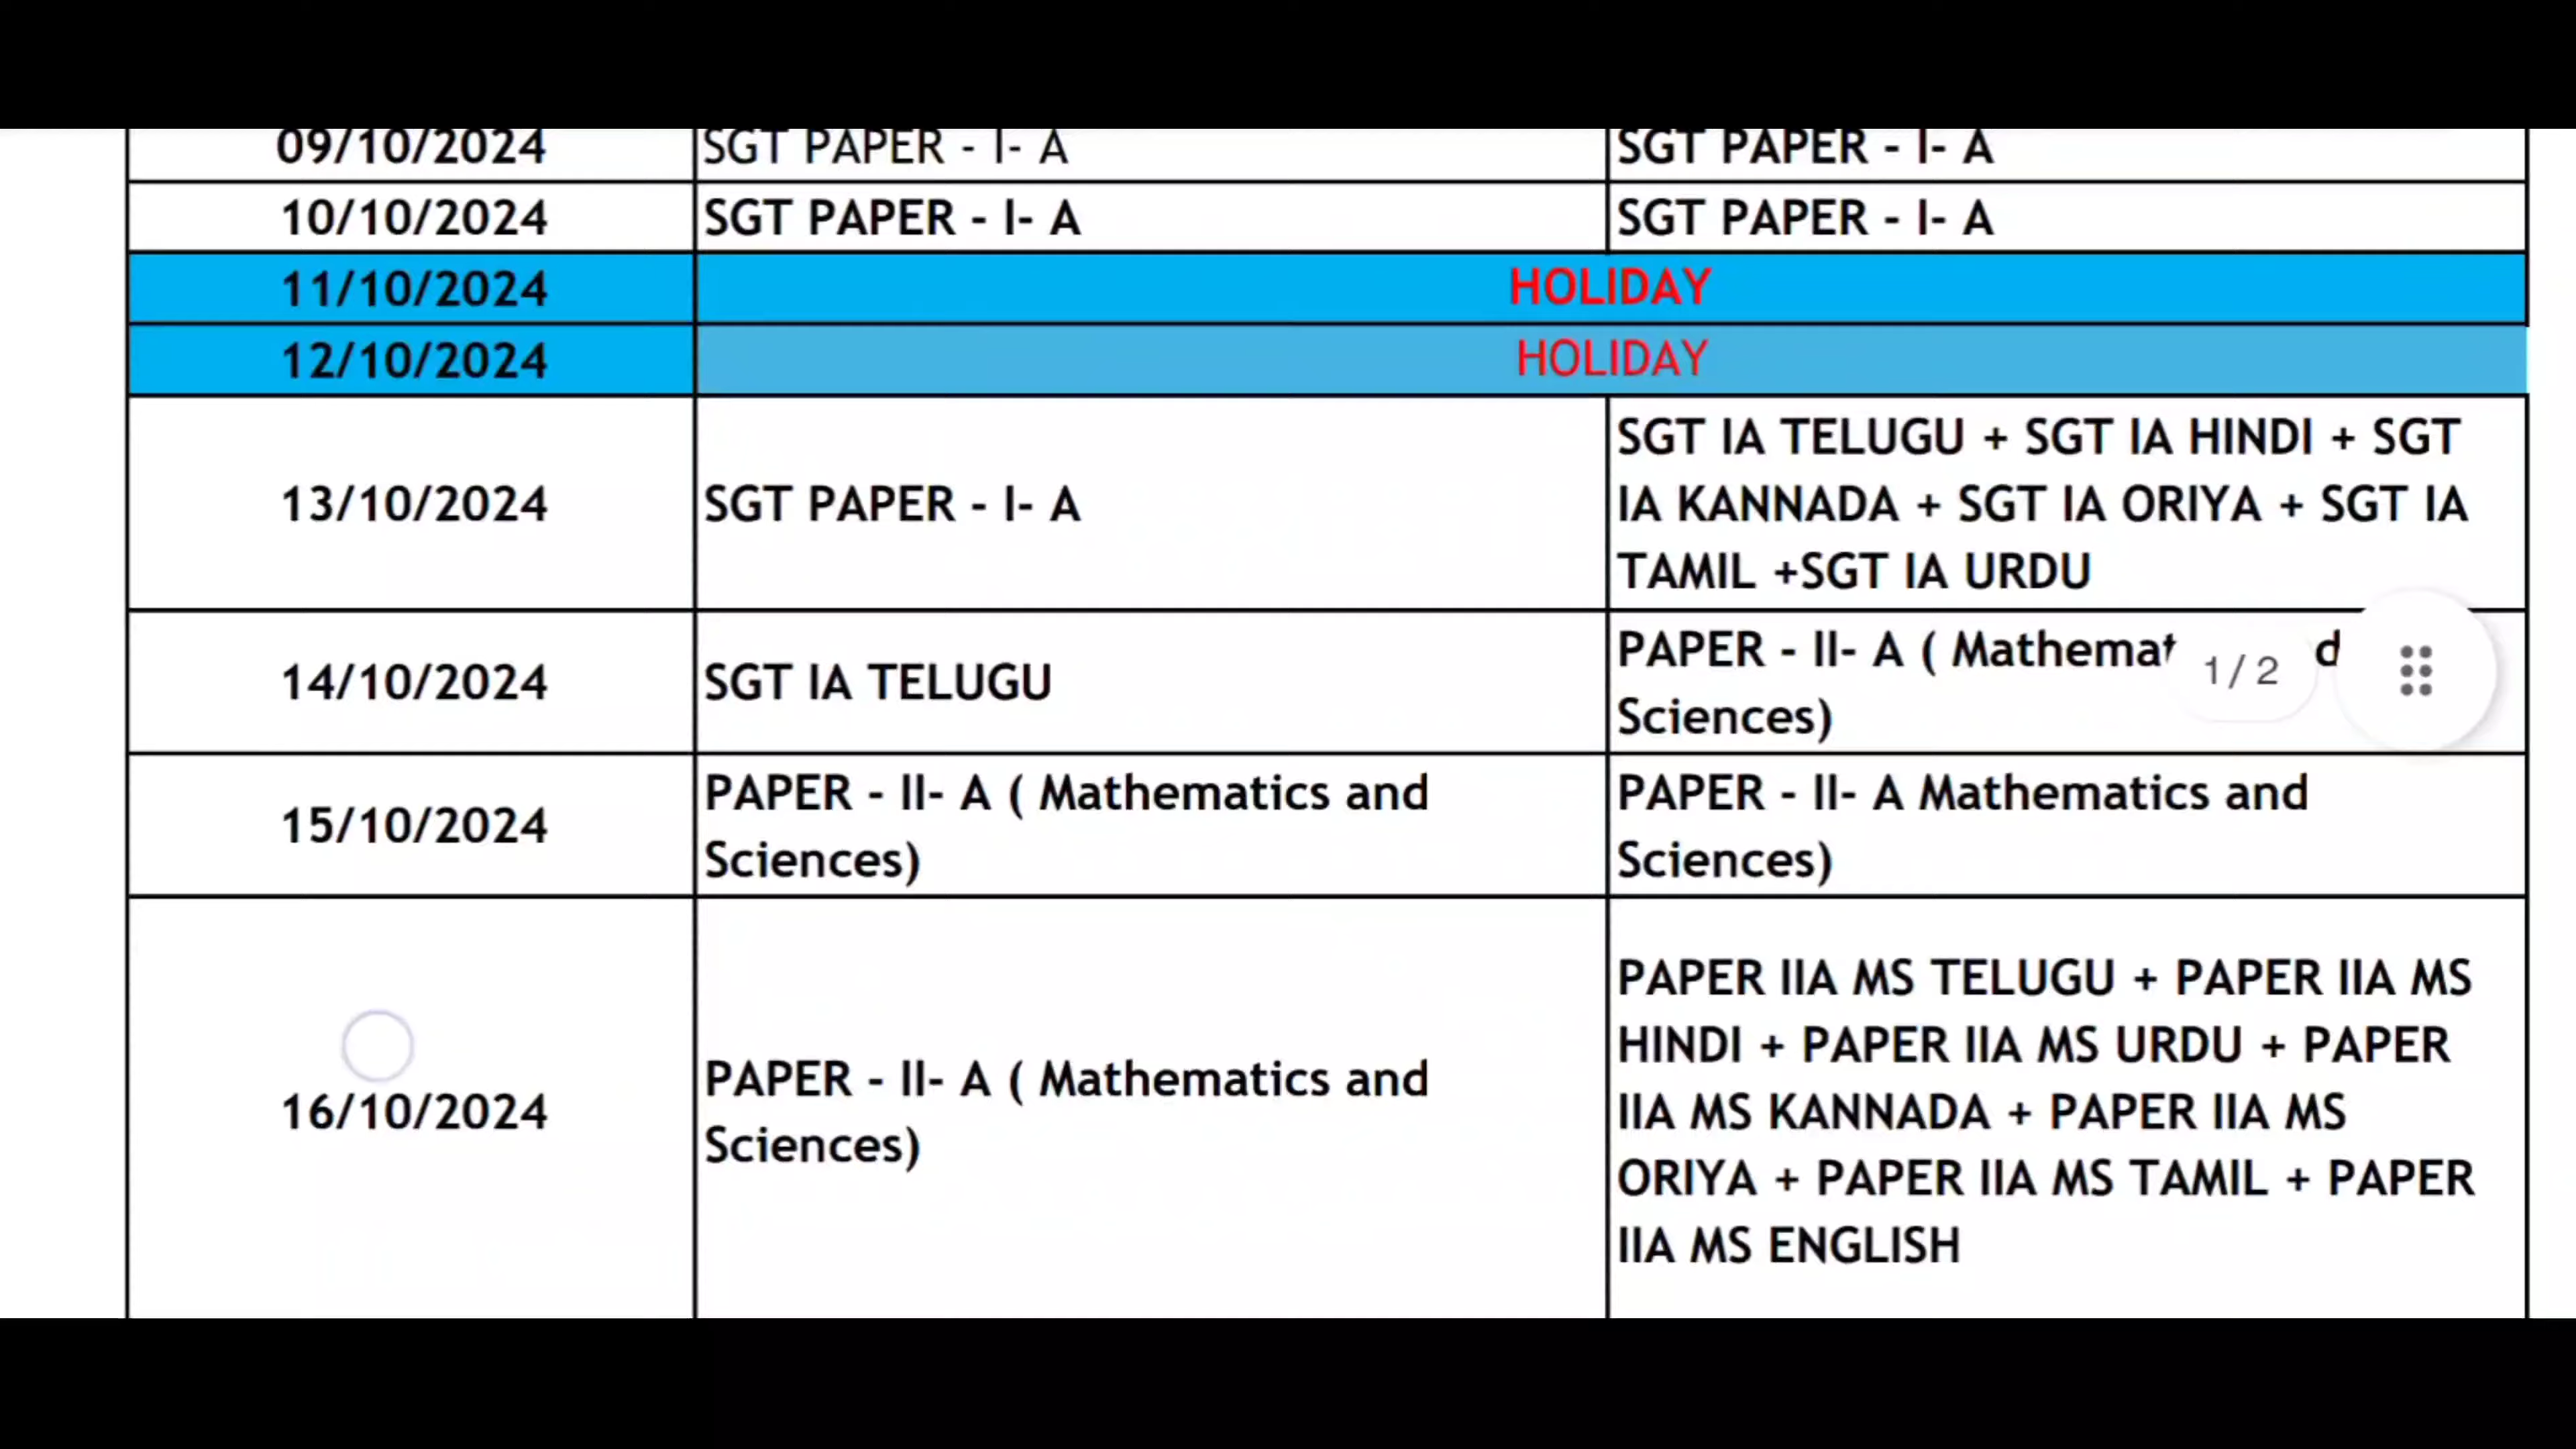 09/10/2024 SGT PAPER - I- A SGT PAPER - I- A
10/10/2024 SGT PAPER - I- A SGT PAPER - I- A
11/10/2024 HOLIDAY
12/10/2024 HOLIDAY
13/10/2024
SGT PAPER - I- A
SGT IA TELUGU + SGT IA HINDI + SGT
IA KANNADA + SGT IA ORIYA + SGT IA
TAMIL +SGT IA URDU
14/10/2024
SGT IA TELUGU
PAPER - II- A (
Sciences)
1/2
15/10/2024
PAPER - II- A ( Mathematics and
Sciences)
PAPER - II- A Mathematics and
Sciences)
16/10/2024
PAPER - II- A ( Mathematics and
Sciences)
PAPER IIA MS TELUGU + PAPER IIA MS
HINDI + PAPER IIA MS URDU + PAPER
IIA MS KANNADA + PAPER IIA MS
ORIYA + PAPER IIA MS TAMIL + PAPER
IIA MS ENGLISH